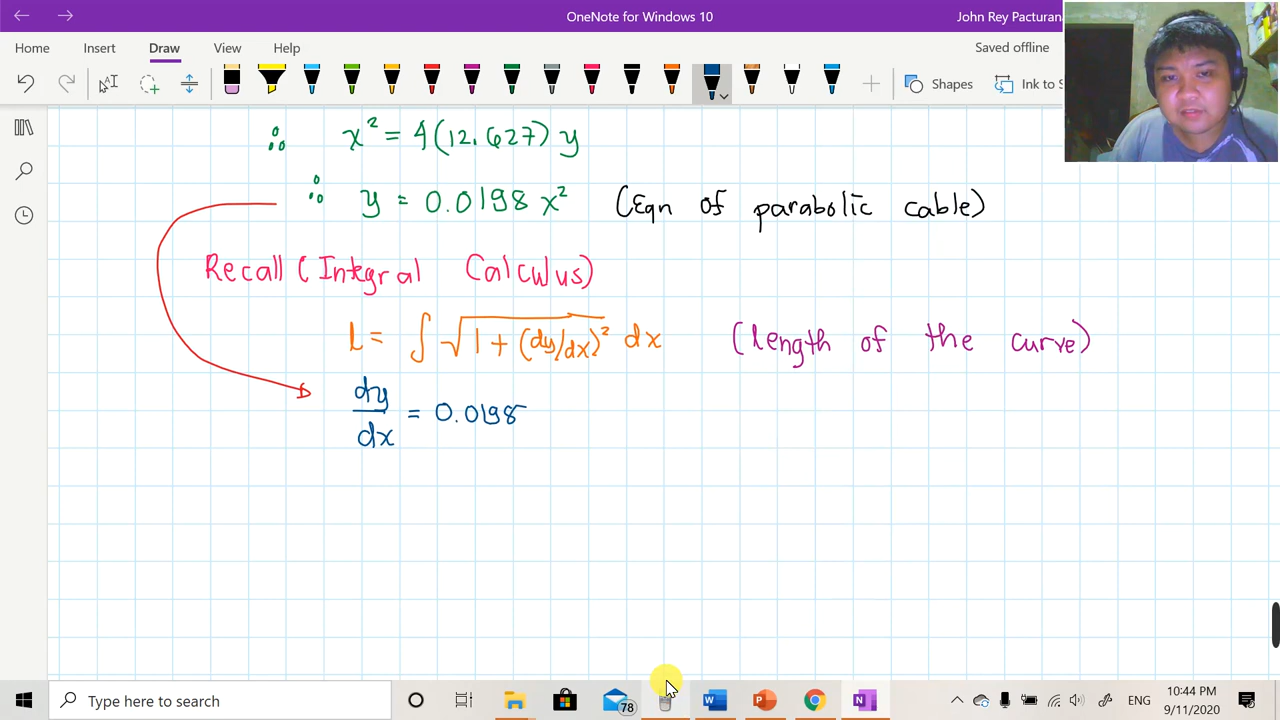 OneNote for Windows 10
John Rey Pacturan
Home Insert Draw View Help
Saved offline
Shapes
Ink to S
∴ x² = 4(12.627) y
∴ y = 0.0198 x² (Eqn of parabolic cable)
Recall (Integral Calculus)
L = ∫ √1 + (dy/dx)² dx (length of the curve)
dy/dx = 0.0198
Type here to search
78
ENG
10:44 PM
9/11/2020